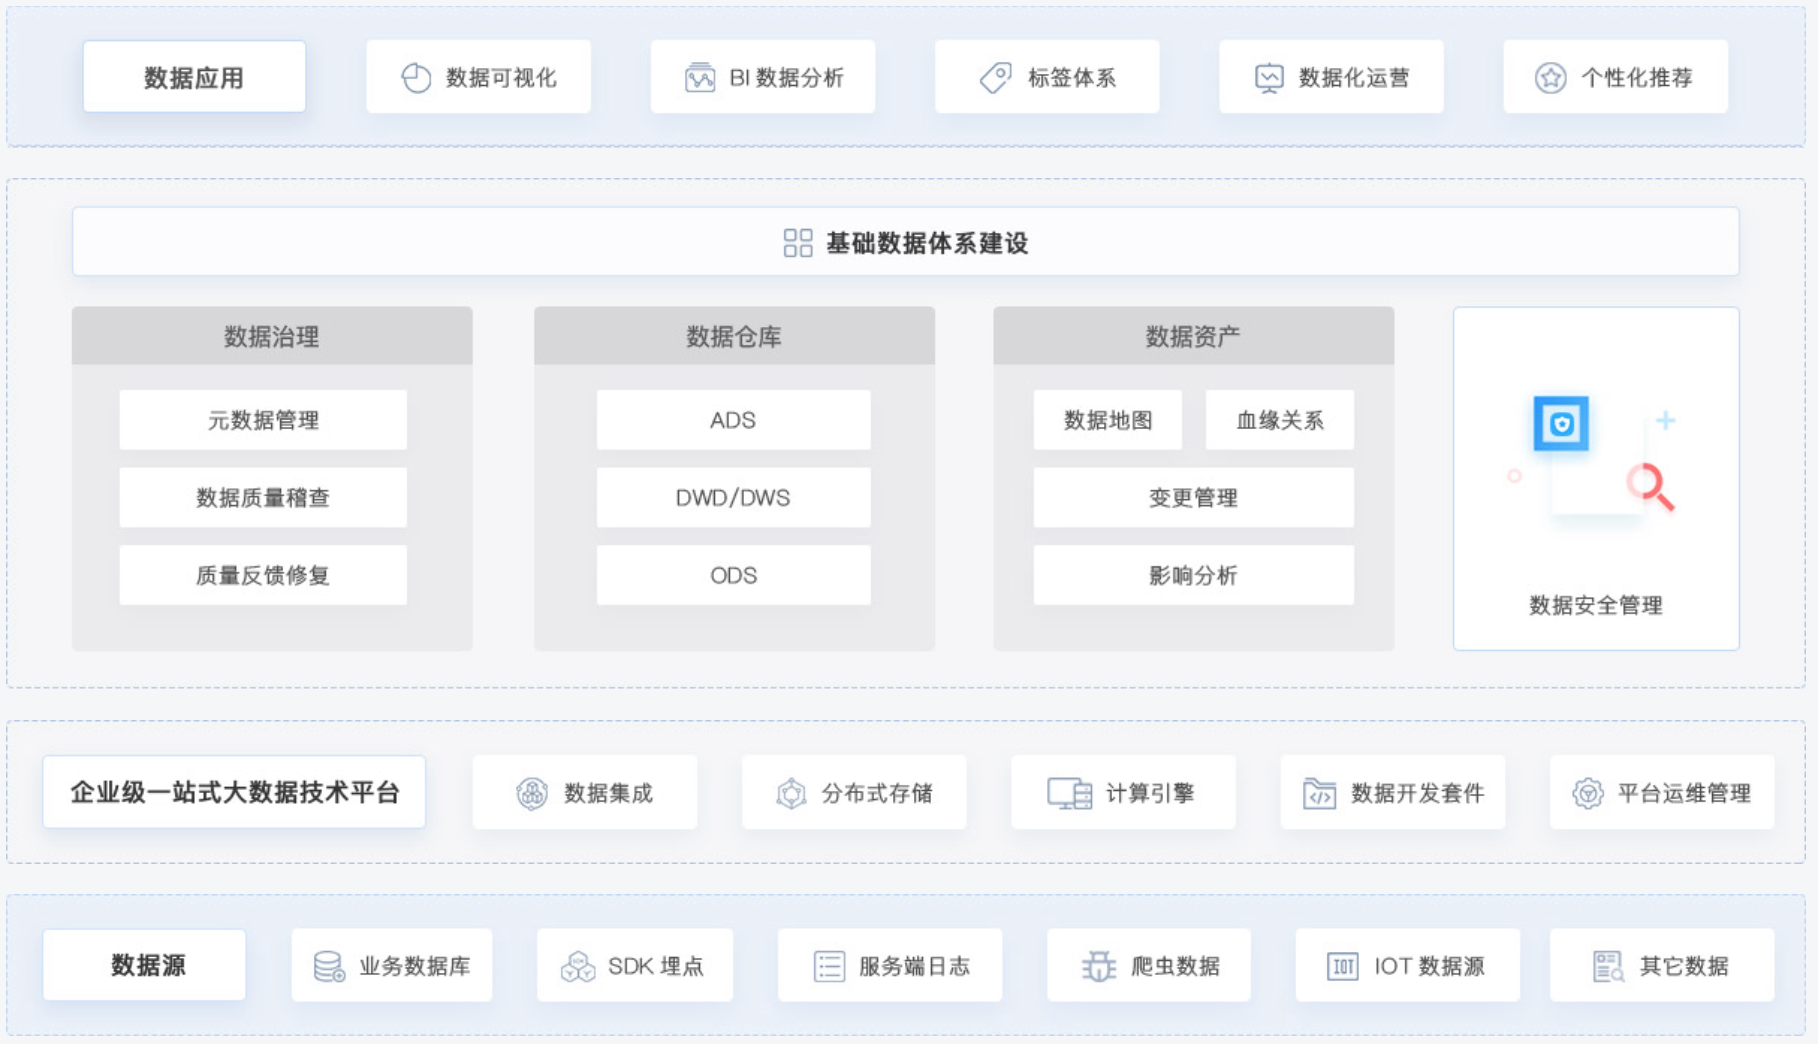 数据应用
数据可视化
BI 数据分析
标签体系
数据化运营
个性化推荐
基础数据体系建设
数据治理
元数据管理
数据质量稽查
质量反馈修复
数据仓库
ADS
DWD/DWS
ODS
数据资产
数据地图
血缘关系
变更管理
影响分析
数据安全管理
企业级一站式大数据技术平台
数据集成
分布式存储
计算引擎
数据开发套件
平台运维管理
数据源
业务数据库
SDK 埋点
服务端日志
爬虫数据
IOT
IOT 数据源
其它数据